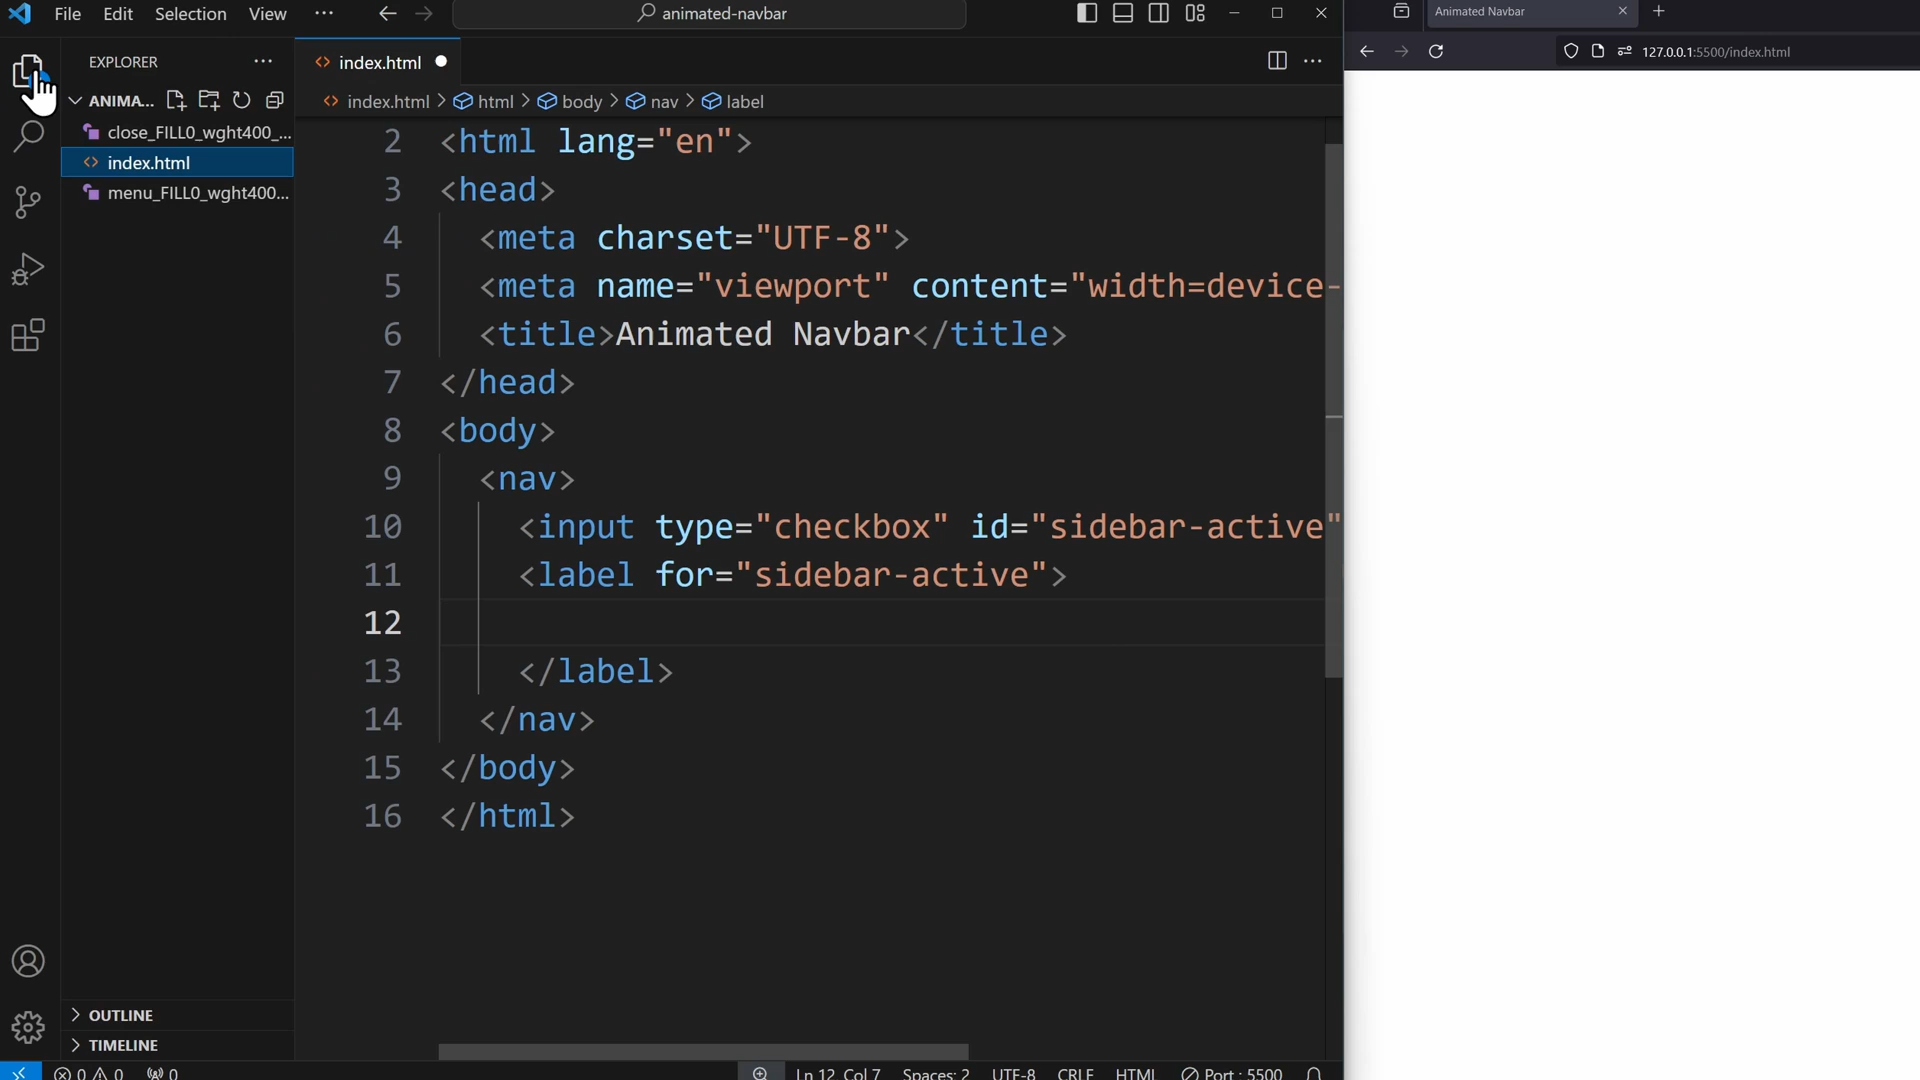 File Edit Selection View ··· animated-navbar
Animated Navbar
127.0.0.1:5500/index.html
EXPLORER ···
index.html
ANIMA...
index.html > html > body > nav > label
close_FILL0_wght400_...
index.html
menu_FILL0_wght400...
2 <html lang="en">
3 <head>
4 <meta charset="UTF-8">
5 <meta name="viewport" content="width=device-
6 <title>Animated Navbar</title>
7 </head>
8 <body>
9 <nav>
10 <input type="checkbox" id="sidebar-active"
11 <label for="sidebar-active">
12
13 </label>
14 </nav>
15 </body>
16 </html>
OUTLINE
TIMELINE
0 0 0 Ln 12, Col 7 Spaces: 2 UTF-8 CRLF HTML Port : 5500